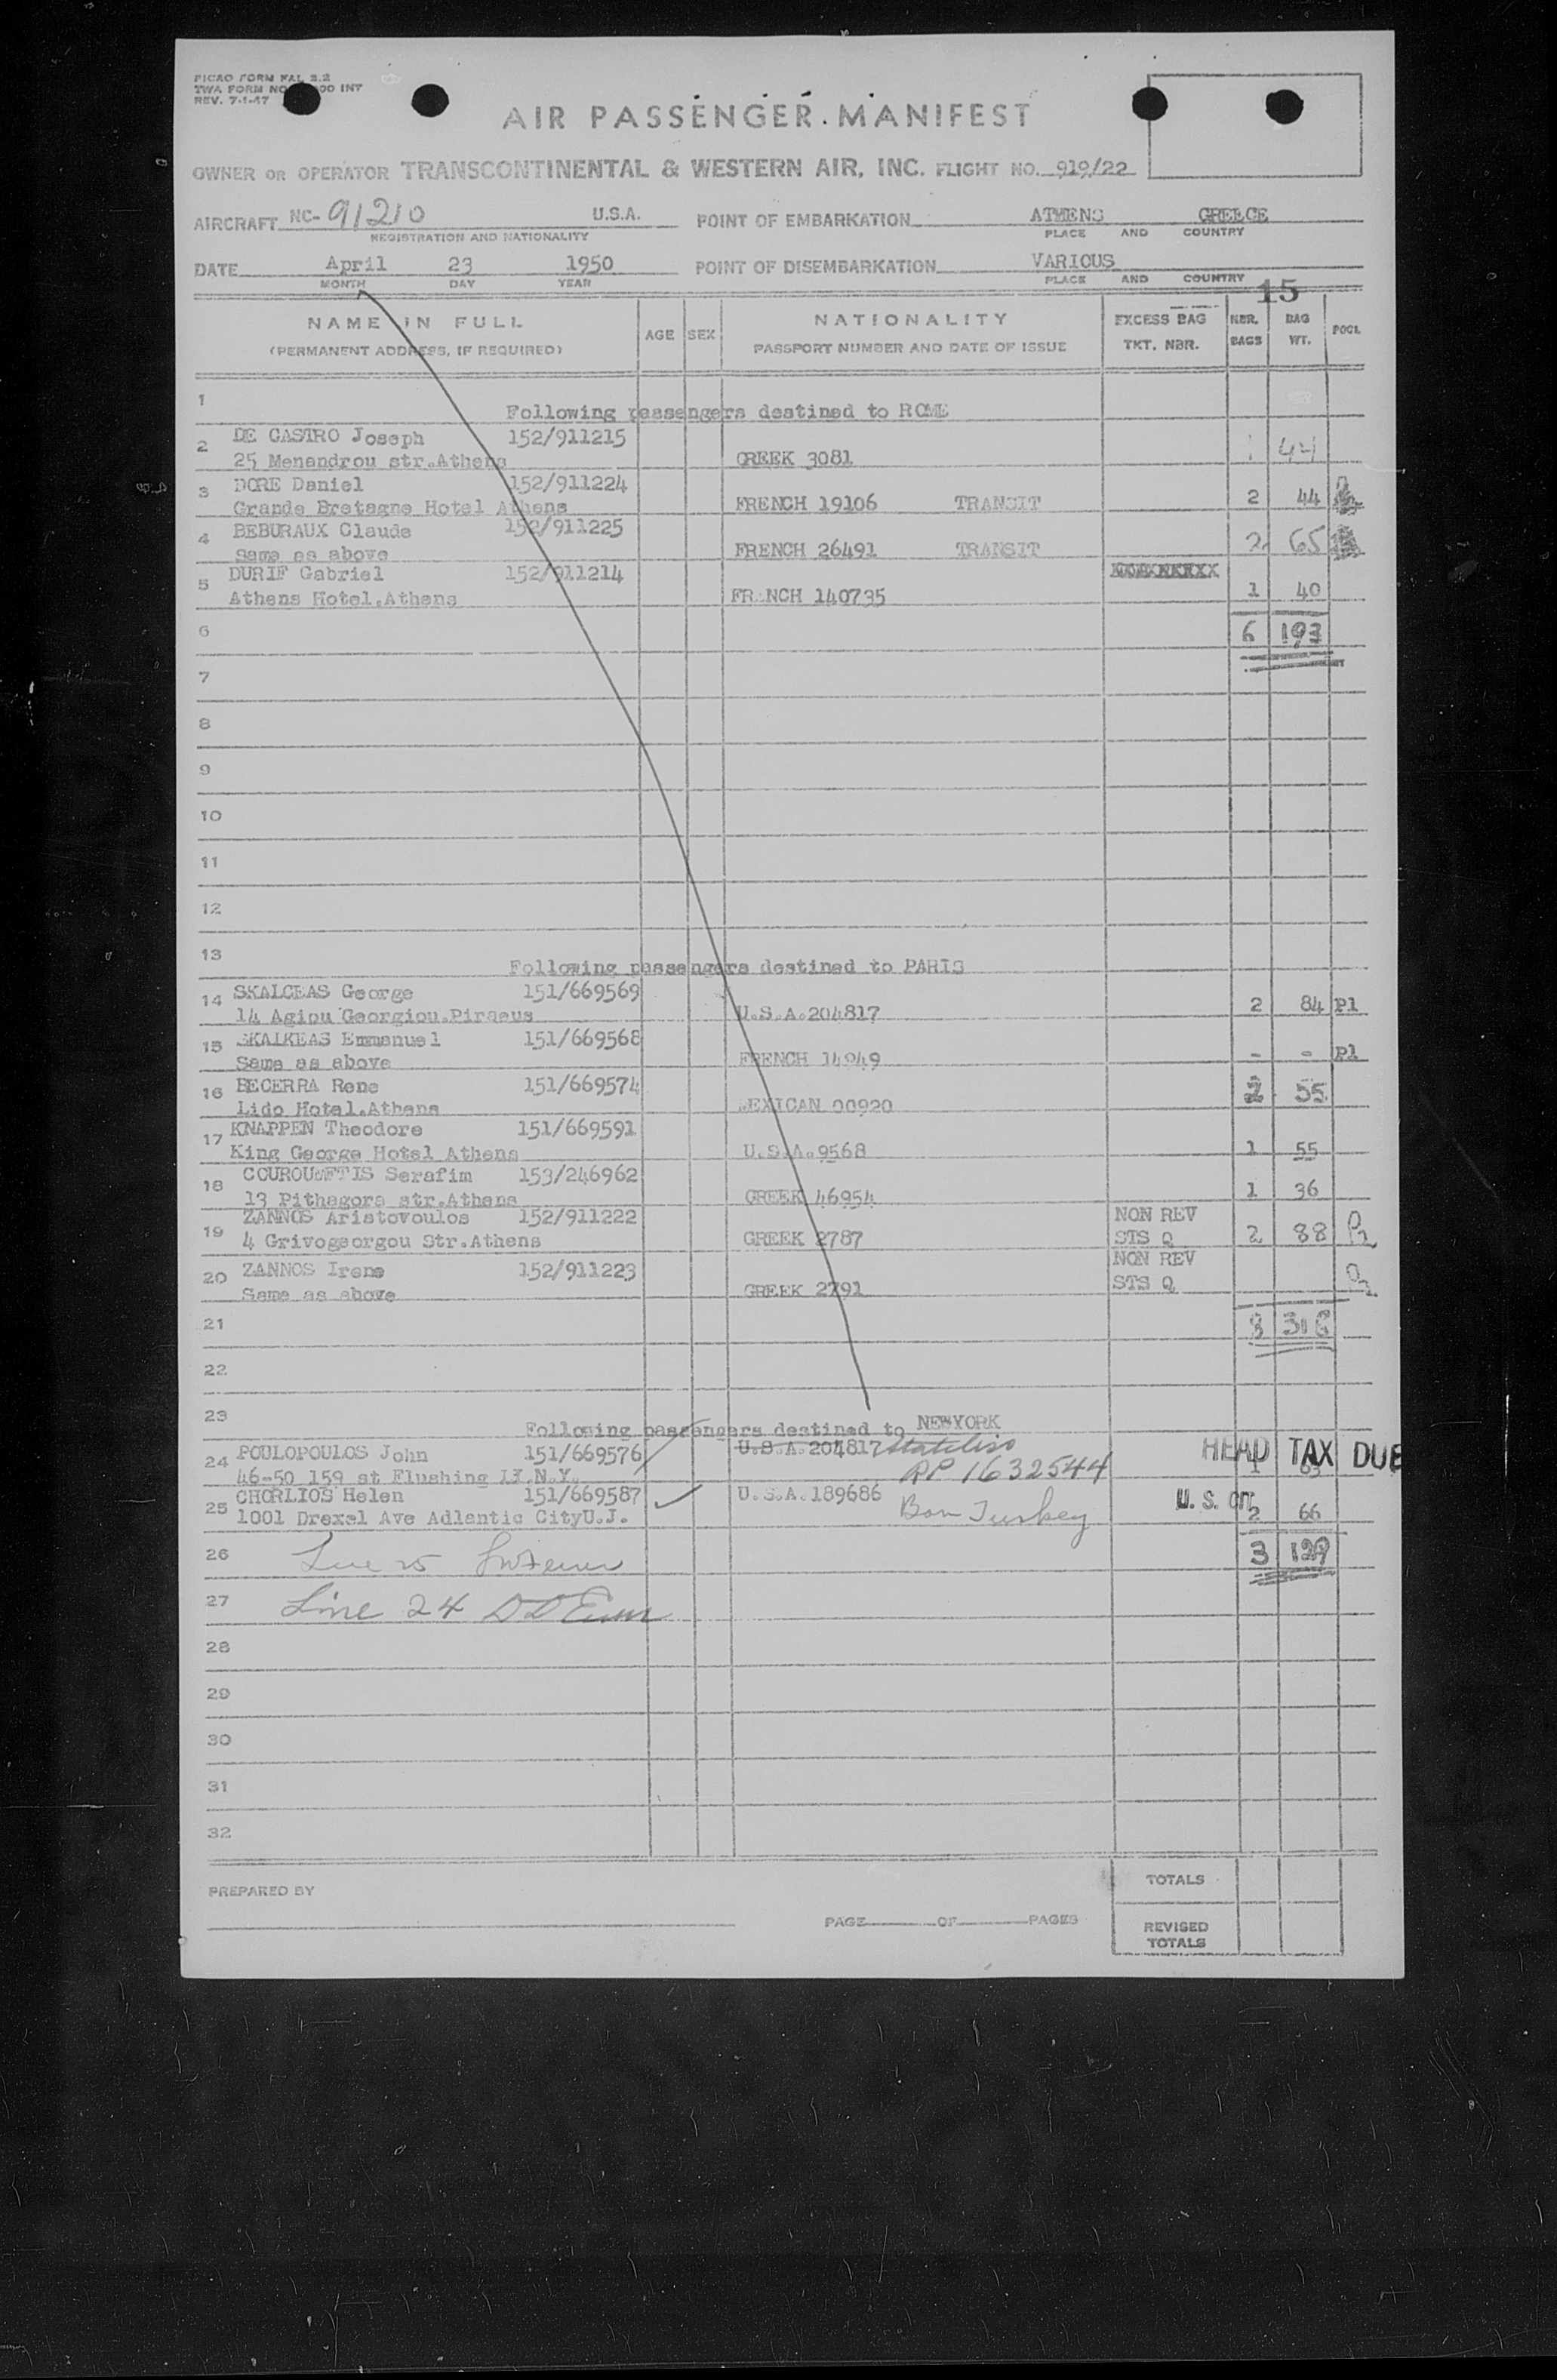 PICAO FORM FAL 2.2
TWA FORM NO. 00 INT
REV. 7-1-47
AIR PASSENGER MANIFEST
OWNER OR OPERATOR TRANSCONTINENTAL & WESTERN AIR, INC. FLIGHT NO. 919/22
AIRCRAFT NC- 91210 U.S.A. POINT OF EMBARKATION ATHENS GREECE
REGISTRATION AND NATIONALITY PLACE AND COUNTRY
DATE April 23 1950 POINT OF DISEMBARKATION VARIOUS
MONTH DAY YEAR PLACE AND COUNTRY
15
NAME IN FULL AGE SEX NATIONALITY EXCESS BAG NBR. BAG POCL
(PERMANENT ADDRESS, IF REQUIRED) PASSPORT NUMBER AND DATE OF ISSUE TKT. NBR. BAGS WT.
1 Following passengers destined to ROME
2 DE CASTRO Joseph 152/911215 1 44
25 Menandrou str.Athens GREEK 3081
3 DORE Daniel 152/911224
Grande Bretagne Hotel Athens FRENCH 19106 TRANSIT 2 44
4 BEBURAUX Claude 152/911225
Same as above FRENCH 26491 TRANSIT 2 65
5 DURIF Gabriel 152/911214
Athens Hotel.Athens FR NCH 140735 1 40
6 6 193
7
8
9
10
11
12
13 Following passengers destined to PARIS
14 SKALCEAS George 151/669569
14 Agiou Georgiou.Piraeus U.S.A.204817 2 84 Pl
15 SKALKEAS Emmanuel 151/669568
Same as above FRENCH 14949 - - Pl
16 BECERRA Rene 151/669574
Lido Hotel.Athens MEXICAN 00920 2 55
17 KNAPPEN Theodore 151/669591
King George Hotel Athens U.S.A.9568 1 55
18 Serafim 153/246962
13 Pithagora str.Athens GREEK 46954 1 36
19 ZANNOS Aristovoulos 152/911222 NON REV
4 Grivogeorgou Str.Athens GREEK 2787 STS Q 2 88
20 ZANNOS Irene 152/911223 NON REV
Same as above GREEK 2791 STS Q
21 8 318
22
23 Following passengers destined to NEWYORK
24 POULOPOULOS John 151/669576 U.S.A.204817 HEAD TAX DUE
46-50 159 st Flushing LI.N.Y. RP 1632544 1 63
25 CHORLIOS Helen 151/669587 U.S.A.189686 U. S. CIT.
1001 Drexel Ave Adlantic CityU.J. Born Turkey 2 66
26 Line 25 3 129
27 Line 24
28
29
30
31
32
PREPARED BY TOTALS
PAGE OF PAGES REVISED
TOTALS